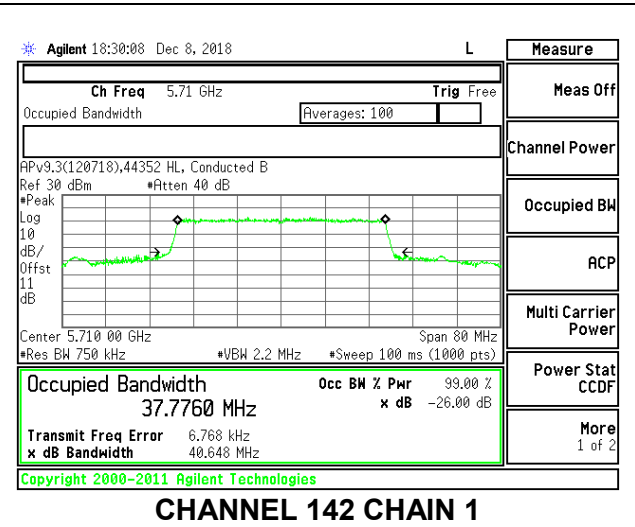 Agilent 18:30:08 Dec 8, 2018 L
Measure
Ch Freq 5.71 GHz Trig Free
Meas Off
Occupied Bandwidth Averages: 100
Channel Power
APv9.3(120718),44352 HL, Conducted B
Ref 30 dBm #Atten 40 dB
#Peak
Log
10
dB/
Offst
11
dB
Occupied BW
ACP
Multi Carrier
Power
Center 5.710 00 GHz Span 80 MHz
#Res BW 750 kHz #VBW 2.2 MHz #Sweep 100 ms (1000 pts)
Power Stat
CCDF
Occupied Bandwidth Occ BW % Pwr 99.00 %
37.7760 MHz x dB -26.00 dB
Transmit Freq Error 6.768 kHz
x dB Bandwidth 40.648 MHz
More
1 of 2
Copyright 2000-2011 Agilent Technologies
CHANNEL 142 CHAIN 1